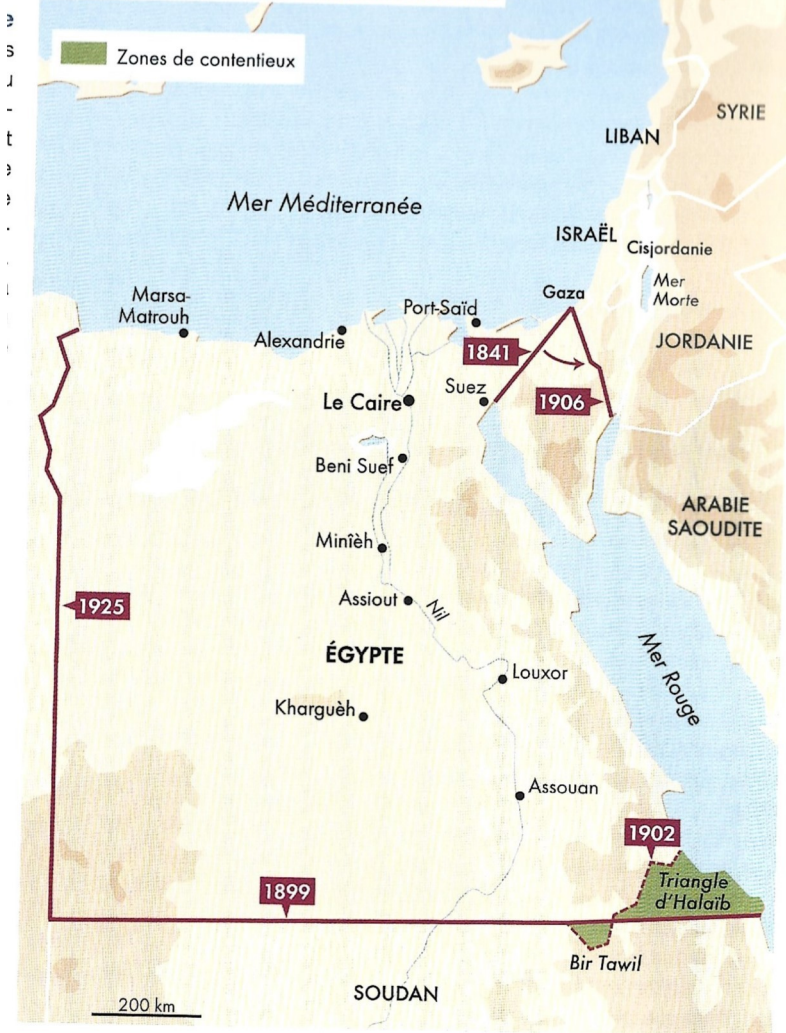 Zones de contentieux
SYRIE
LIBAN
Mer Méditerranée
ISRAËL
Cisjordanie
Mer
Morte
Gaza
Marsa-
Matrouh
Port-Saïd
Alexandrie
1841
JORDANIE
Suez
Le Caire
1906
Beni Suef
ARABIE
SAOUDITE
Minîèh
Assiout
Nil
1925
ÉGYPTE
Louxor
Mer Rouge
Kharguèh
Assouan
1902
Triangle
d'Halaïb
1899
Bir Tawil
SOUDAN
200 km